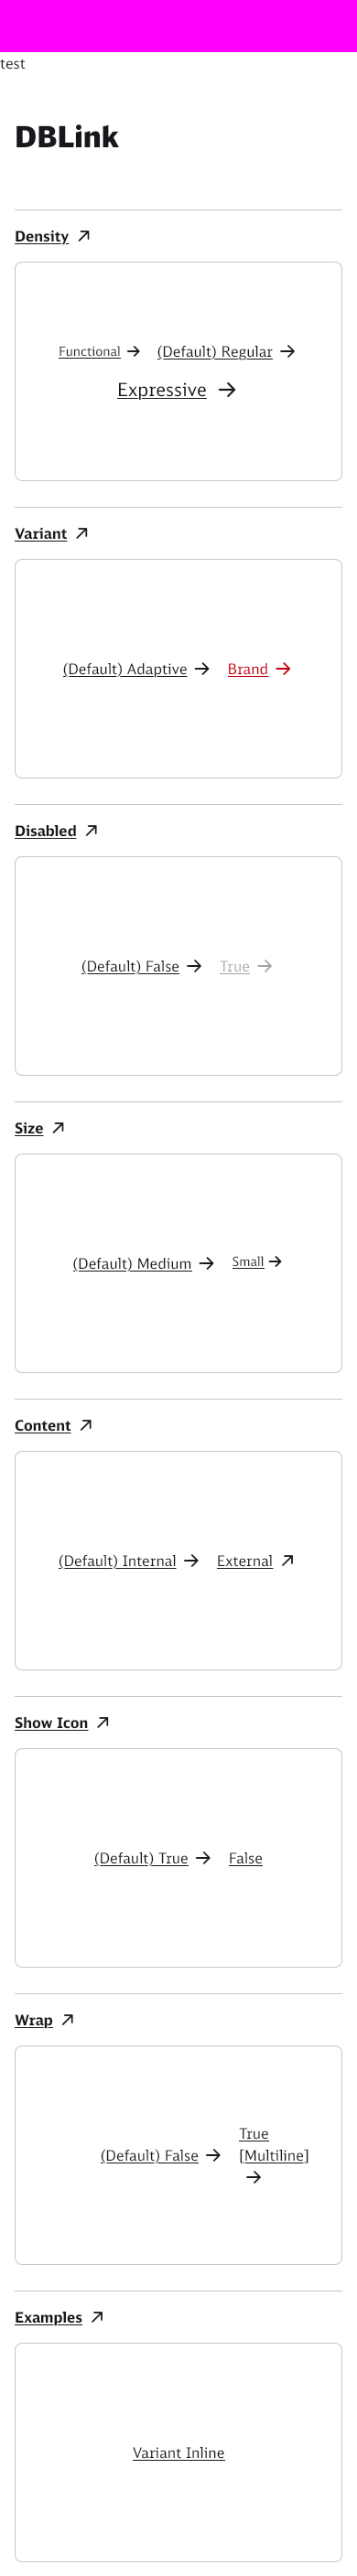 test
DBLink
Density
Functional (Default) Regular
Expressive
Variant
(Default) Adaptive Brand
Disabled
(Default) False True
Size
(Default) Medium Small
Content
(Default) Internal External
Show Icon
(Default) True False
Wrap
True
(Default) False [Multiline]
Examples
Variant Inline